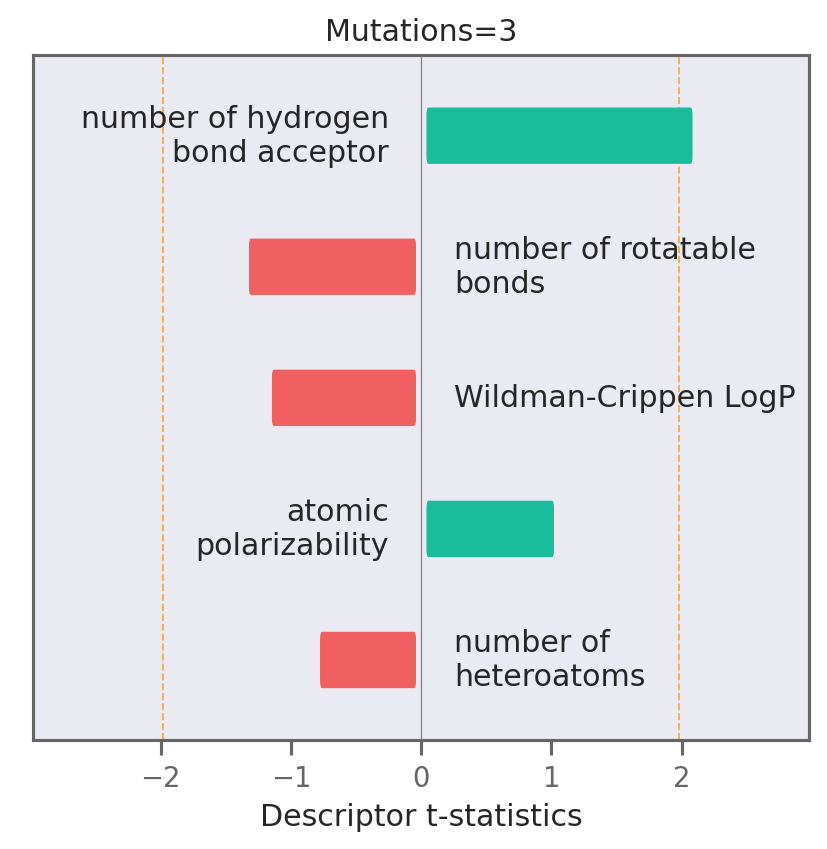 Mutations=3
number of hydrogen
bond acceptor
number of rotatable
bonds
Wildman-Crippen LogP
atomic
polarizability
number of
heteroatoms
−2 −1 0 1 2
Descriptor t-statistics